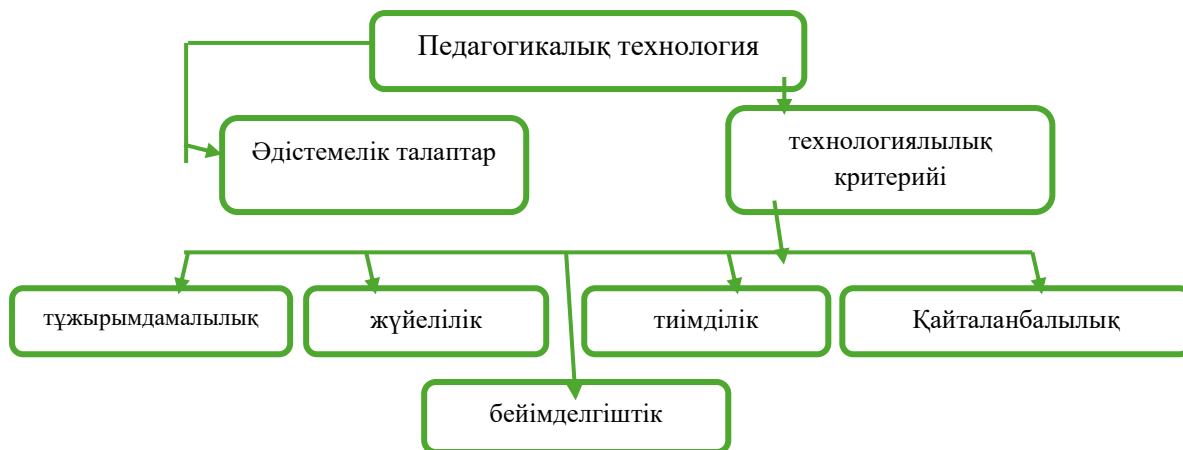 Педагогикалық технология
Әдістемелік талаптар
технологиялылық
критерийі
тұжырымдамалылық
жүйелілік
тиімділік
Қайталанбалылық
бейімделгіштік